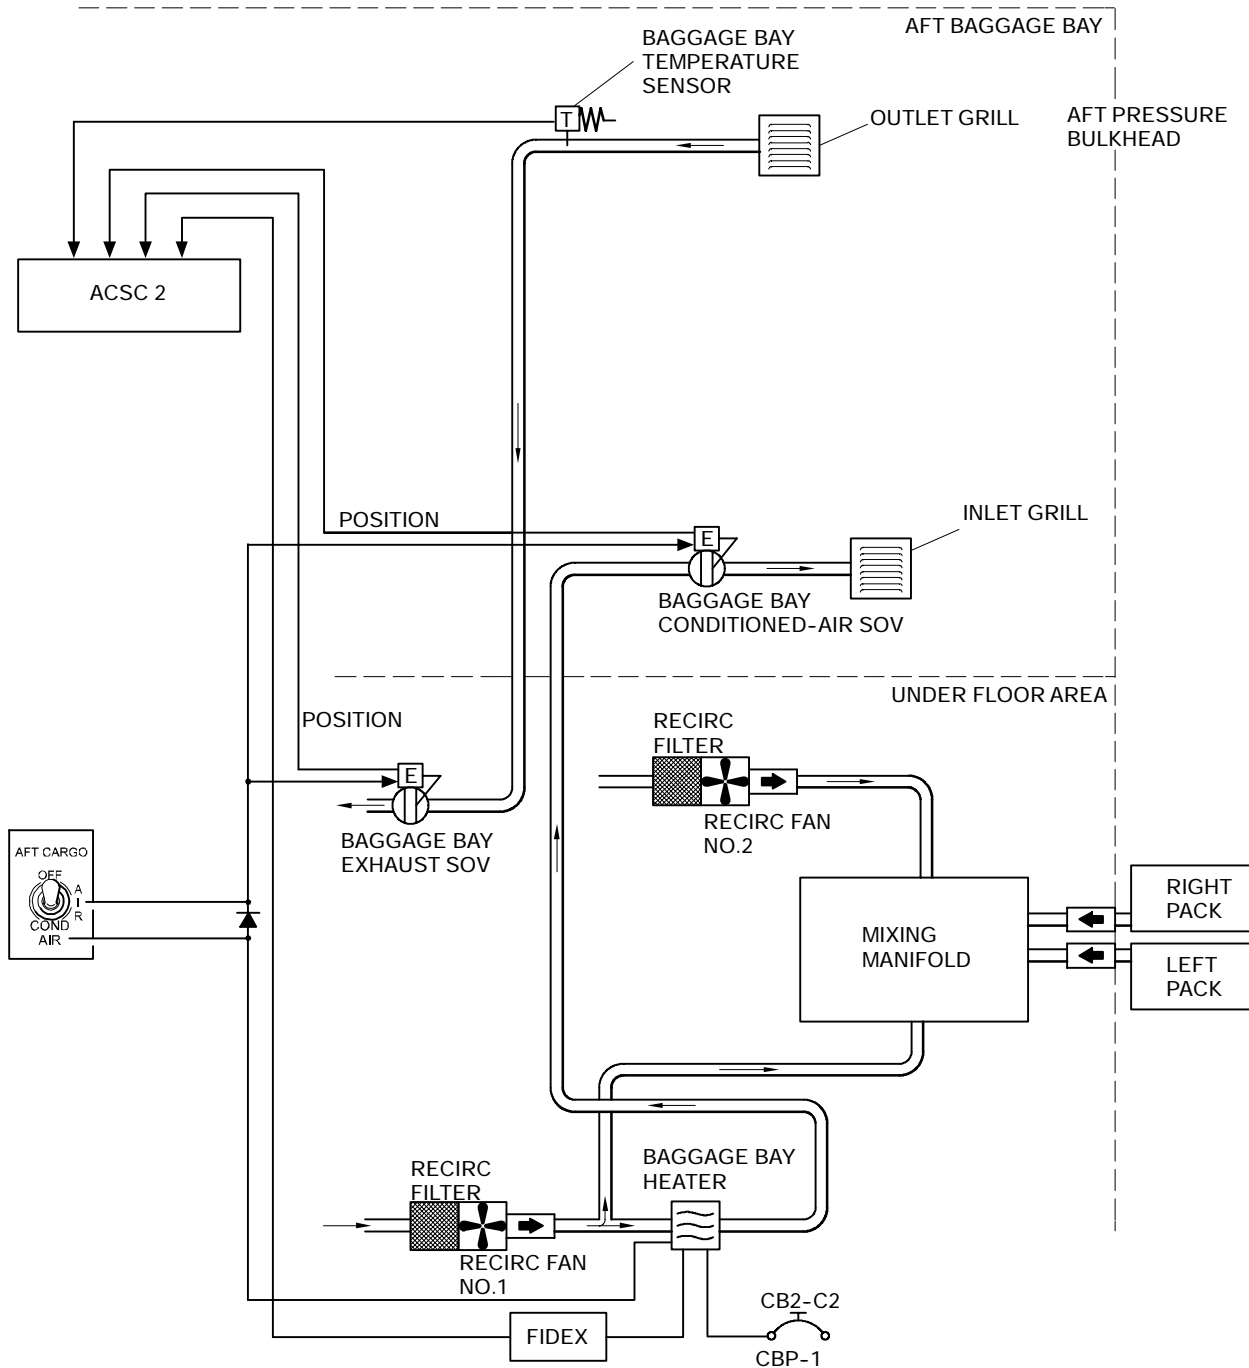 AFT BAGGAGE BAY
BAGGAGE BAY
TEMPERATURE
SENSOR
T
OUTLET GRILL
AFT PRESSURE
BULKHEAD
ACSC 2
POSITION
INLET GRILL
E
BAGGAGE BAY
CONDITIONED-AIR SOV
UNDER FLOOR AREA
POSITION
RECIRC
FILTER
E
RECIRC FAN
NO.2
BAGGAGE BAY
EXHAUST SOV
AFT CARGO
OFF
A
I
R
COND
AIR
RIGHT
PACK
MIXING
MANIFOLD
LEFT
PACK
BAGGAGE BAY
HEATER
RECIRC
FILTER
RECIRC FAN
NO.1
CB2-C2
FIDEX
CBP-1